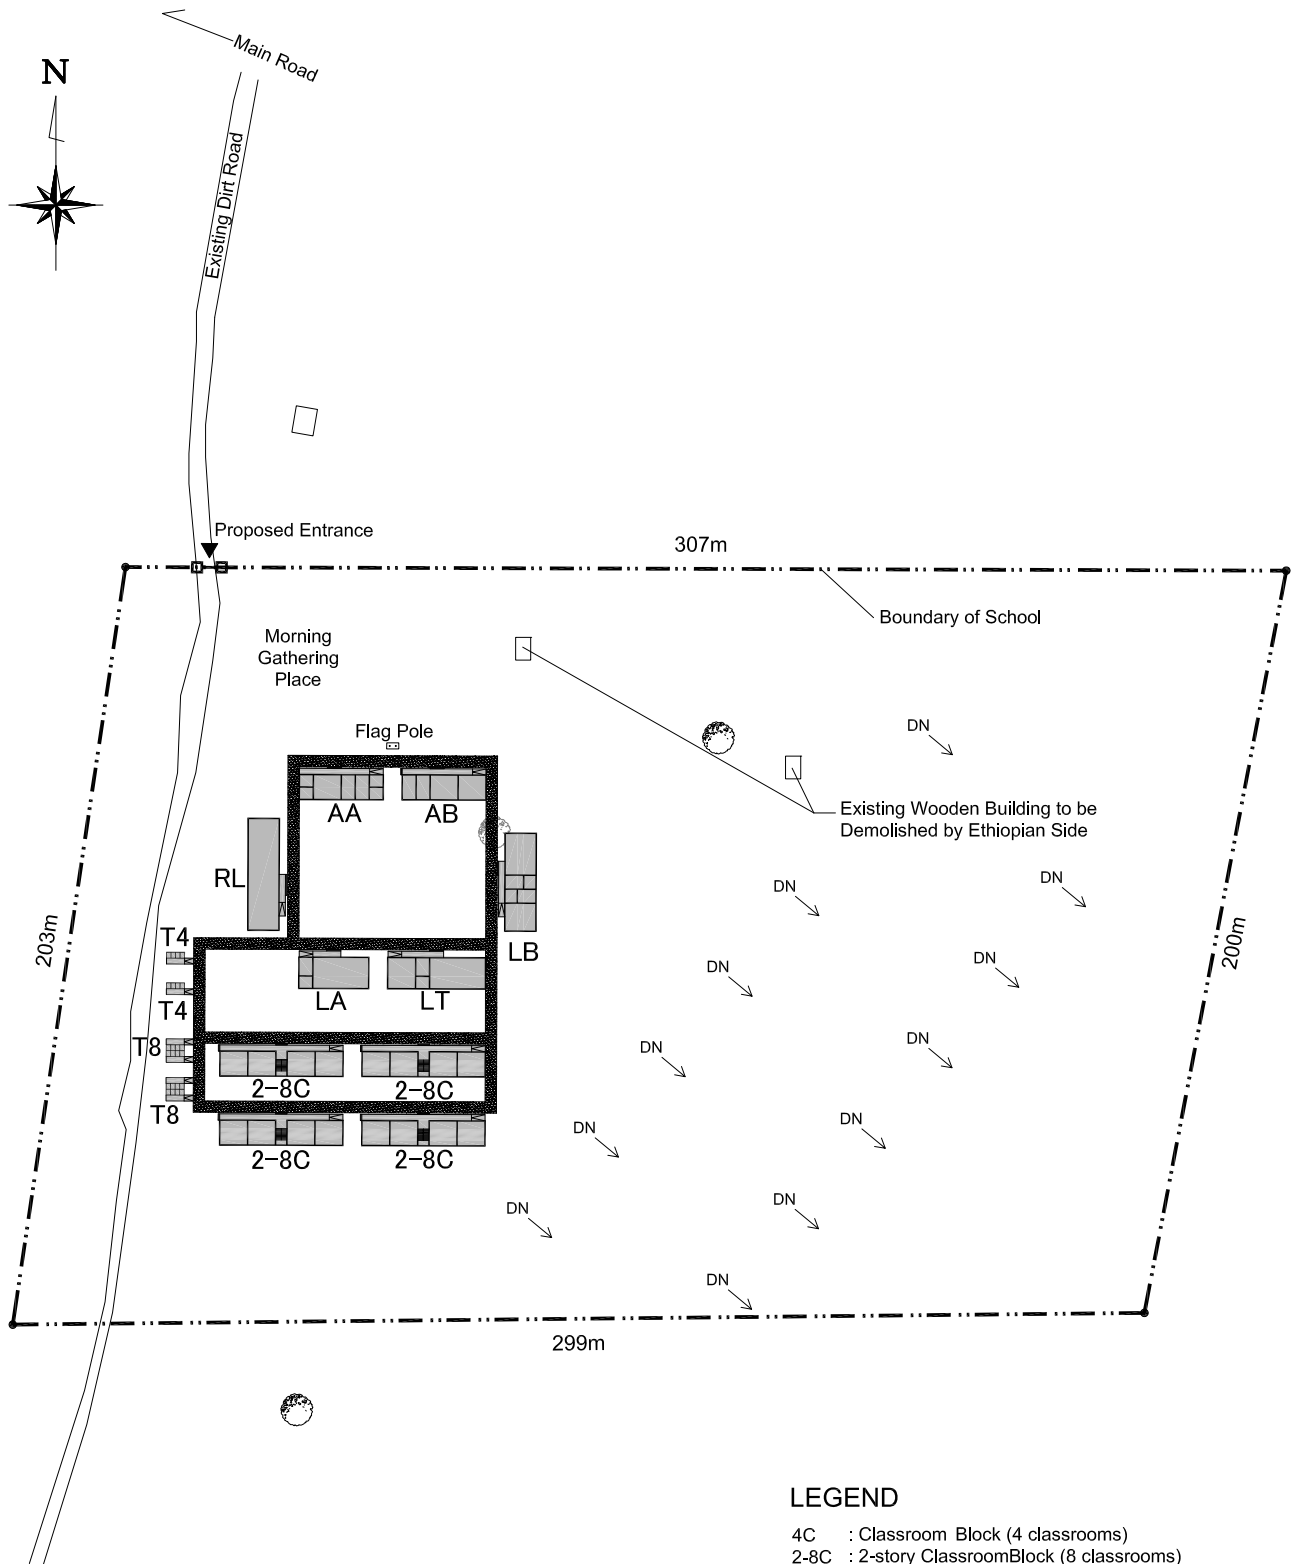 Main Road
N
Existing Dirt Road
Proposed Entrance
307m
Boundary of School
Morning
Gathering
Place
Flag Pole
DN
AA
AB
Existing Wooden Building to be
Demolished by Ethiopian Side
RL
DN
DN
203m
T4
LB
200m
DN
DN
LA
LT
T4
T8
DN
DN
2-8C
2-8C
T8
DN
DN
2-8C
2-8C
DN
DN
DN
299m
LEGEND
4C : Classroom Block (4 classrooms)
2-8C : 2-story ClassroomBlock (8 classrooms)